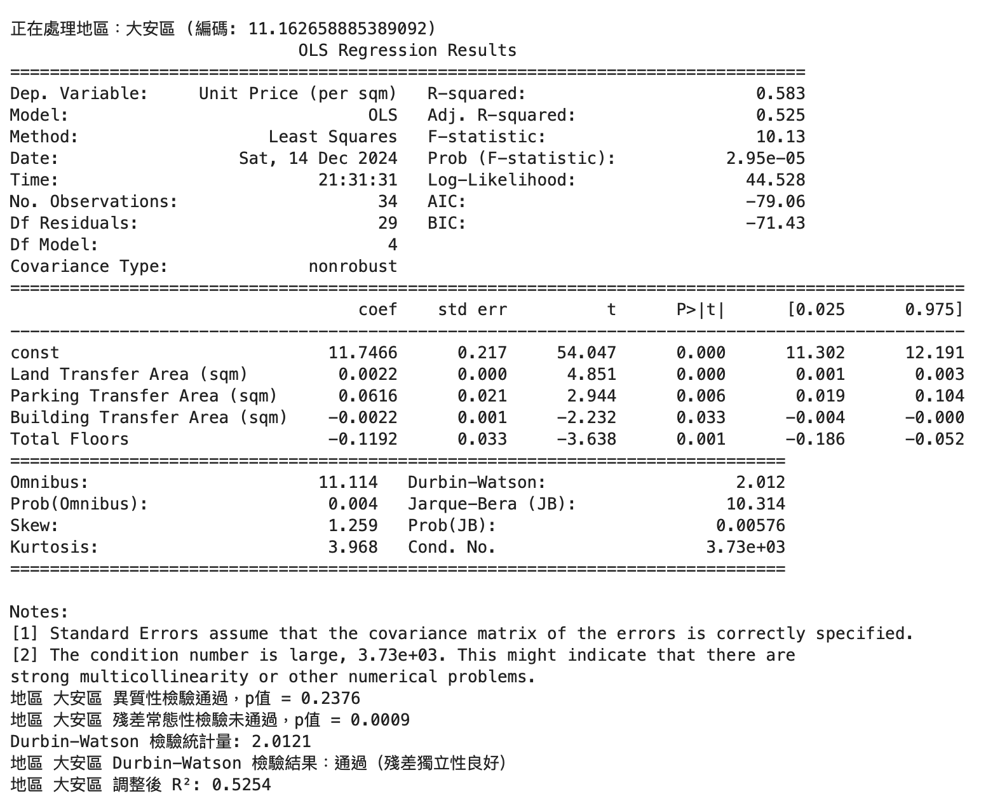 正在處理地區：大安區 (編碼: 11.162658885389092)
OLS Regression Results
==============================================================================
Dep. Variable: Unit Price (per sqm) R-squared: 0.583
Model: OLS Adj. R-squared: 0.525
Method: Least Squares F-statistic: 10.13
Date: Sat, 14 Dec 2024 Prob (F-statistic): 2.95e-05
Time: 21:31:31 Log-Likelihood: 44.528
No. Observations: 34 AIC: -79.06
Df Residuals: 29 BIC: -71.43
Df Model: 4
Covariance Type: nonrobust
==============================================================================
coef std err t P>|t| [0.025 0.975]
------------------------------------------------------------------------------
const 11.7466 0.217 54.047 0.000 11.302 12.191
Land Transfer Area (sqm) 0.0022 0.000 4.851 0.000 0.001 0.003
Parking Transfer Area (sqm) 0.0616 0.021 2.944 0.006 0.019 0.104
Building Transfer Area (sqm) -0.0022 0.001 -2.232 0.033 -0.004 -0.000
Total Floors -0.1192 0.033 -3.638 0.001 -0.186 -0.052
==============================================================================
Omnibus: 11.114 Durbin-Watson: 2.012
Prob(Omnibus): 0.004 Jarque-Bera (JB): 10.314
Skew: 1.259 Prob(JB): 0.00576
Kurtosis: 3.968 Cond. No. 3.73e+03
==============================================================================
Notes:
[1] Standard Errors assume that the covariance matrix of the errors is correctly specified.
[2] The condition number is large, 3.73e+03. This might indicate that there are
strong multicollinearity or other numerical problems.
地區 大安區 異質性檢驗通過，p值 = 0.2376
地區 大安區 殘差常態性檢驗未通過，p值 = 0.0009
Durbin-Watson 檢驗統計量: 2.0121
地區 大安區 Durbin-Watson 檢驗結果：通過（殘差獨立性良好）
地區 大安區 調整後 R²: 0.5254